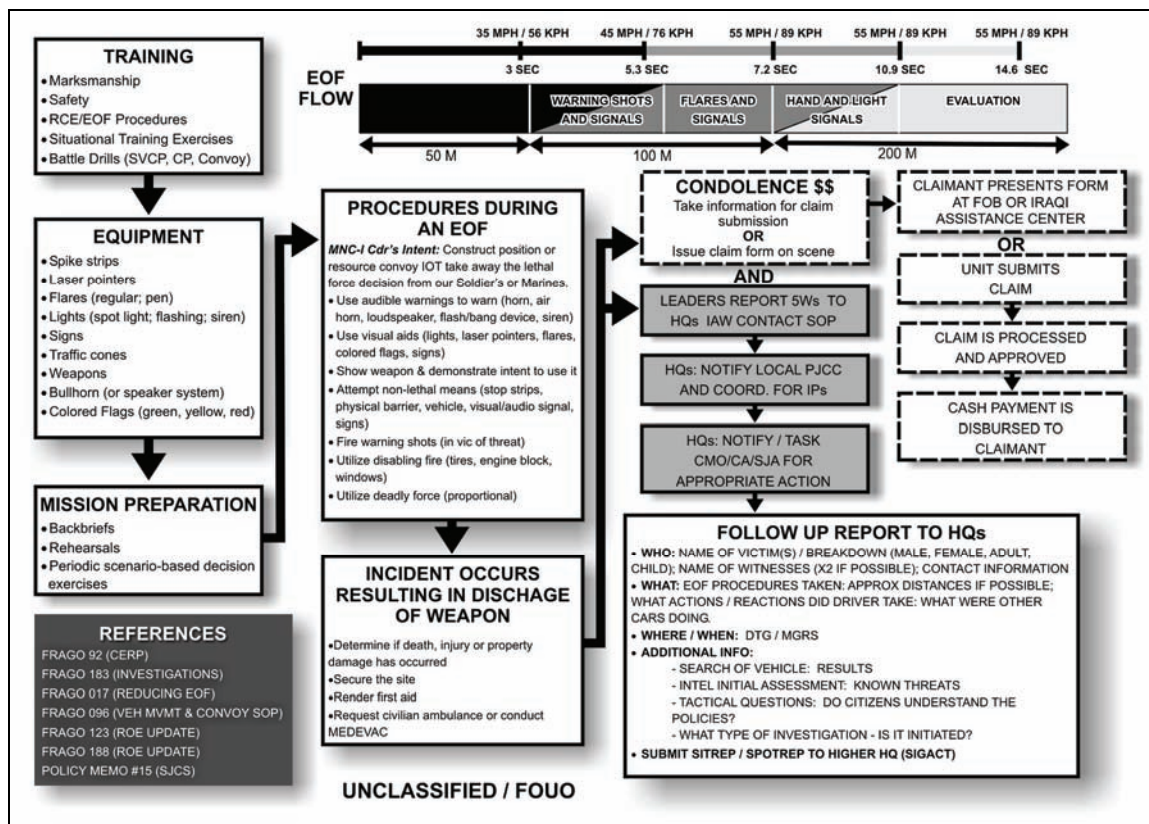 TRAINING
• Marksmanship
• Safety
• RCE/EOF Procedures
• Situational Training Exercises
• Battle Drills (SVCP, CP, Convoy)
EQUIPMENT
• Spike strips
• Laser pointers
• Flares (regular; pen)
• Lights (spot light; flashing; siren)
• Signs
• Traffic cones
• Weapons
• Bullhorn (or speaker system)
• Colored Flags (green, yellow, red)
MISSION PREPARATION
• Backbriefs
• Rehearsals
• Periodic scenario-based decision
exercises
REFERENCES
FRAGO 92 (CERP)
FRAGO 183 (INVESTIGATIONS)
FRAGO 017 (REDUCING EOF)
FRAGO 096 (VEH MVMT & CONVOY SOP)
FRAGO 123 (ROE UPDATE)
FRAGO 188 (ROE UPDATE)
POLICY MEMO #15 (SJCS)
35 MPH / 56 KPH 45 MPH / 76 KPH 55 MPH / 89 KPH 55 MPH / 89 KPH 55 MPH / 89 KPH
3 SEC 5.3 SEC 7.2 SEC 10.9 SEC 14.6 SEC
EOF
FLOW
WARNING SHOTS
AND SIGNALS
FLARES AND
SIGNALS
HAND AND LIGHT
SIGNALS
EVALUATION
50 M 100 M 200 M
PROCEDURES DURING
AN EOF
MNC-I Cdr's Intent: Construct position or
resource convoy IOT take away the lethal
force decision from our Soldier's or Marines.
• Use audible warnings to warn (horn, air
horn, loudspeaker, flash/bang device, siren)
• Use visual aids (lights, laser pointers, flares,
colored flags, signs)
• Show weapon & demonstrate intent to use it
• Attempt non-lethal means (stop strips,
physical barrier, vehicle, visual/audio signal,
signs)
• Fire warning shots (in vic of threat)
• Utilize disabling fire (tires, engine block,
windows)
• Utilize deadly force (proportional)
INCIDENT OCCURS
RESULTING IN DISCHAGE
OF WEAPON
•Determine if death, injury or property
damage has occurred
•Secure the site
•Render first aid
•Request civilian ambulance or conduct
MEDEVAC
CONDOLENCE $$
Take information for claim
submission
OR
Issue claim form on scene
AND
LEADERS REPORT 5Ws TO
HQs IAW CONTACT SOP
HQs: NOTIFY LOCAL PJCC
AND COORD. FOR IPs
HQs: NOTIFY / TASK
CMO/CA/SJA FOR
APPROPRIATE ACTION
CLAIMANT PRESENTS FORM
AT FOB OR IRAQI
ASSISTANCE CENTER
OR
UNIT SUBMITS
CLAIM
CLAIM IS PROCESSED
AND APPROVED
CASH PAYMENT IS
DISBURSED TO
CLAIMANT
FOLLOW UP REPORT TO HQs
- WHO: NAME OF VICTIM(S) / BREAKDOWN (MALE, FEMALE, ADULT,
CHILD); NAME OF WITNESSES (X2 IF POSSIBLE); CONTACT INFORMATION
• WHAT: EOF PROCEDURES TAKEN: APPROX DISTANCES IF POSSIBLE;
WHAT ACTIONS / REACTIONS DID DRIVER TAKE: WHAT WERE OTHER
CARS DOING.
• WHERE / WHEN: DTG / MGRS
• ADDITIONAL INFO:
- SEARCH OF VEHICLE: RESULTS
- INTEL INITIAL ASSESSMENT: KNOWN THREATS
- TACTICAL QUESTIONS: DO CITIZENS UNDERSTAND THE
POLICIES?
- WHAT TYPE OF INVESTIGATION - IS IT INITIATED?
• SUBMIT SITREP / SPOTREP TO HIGHER HQ (SIGACT)
UNCLASSIFIED / FOUO